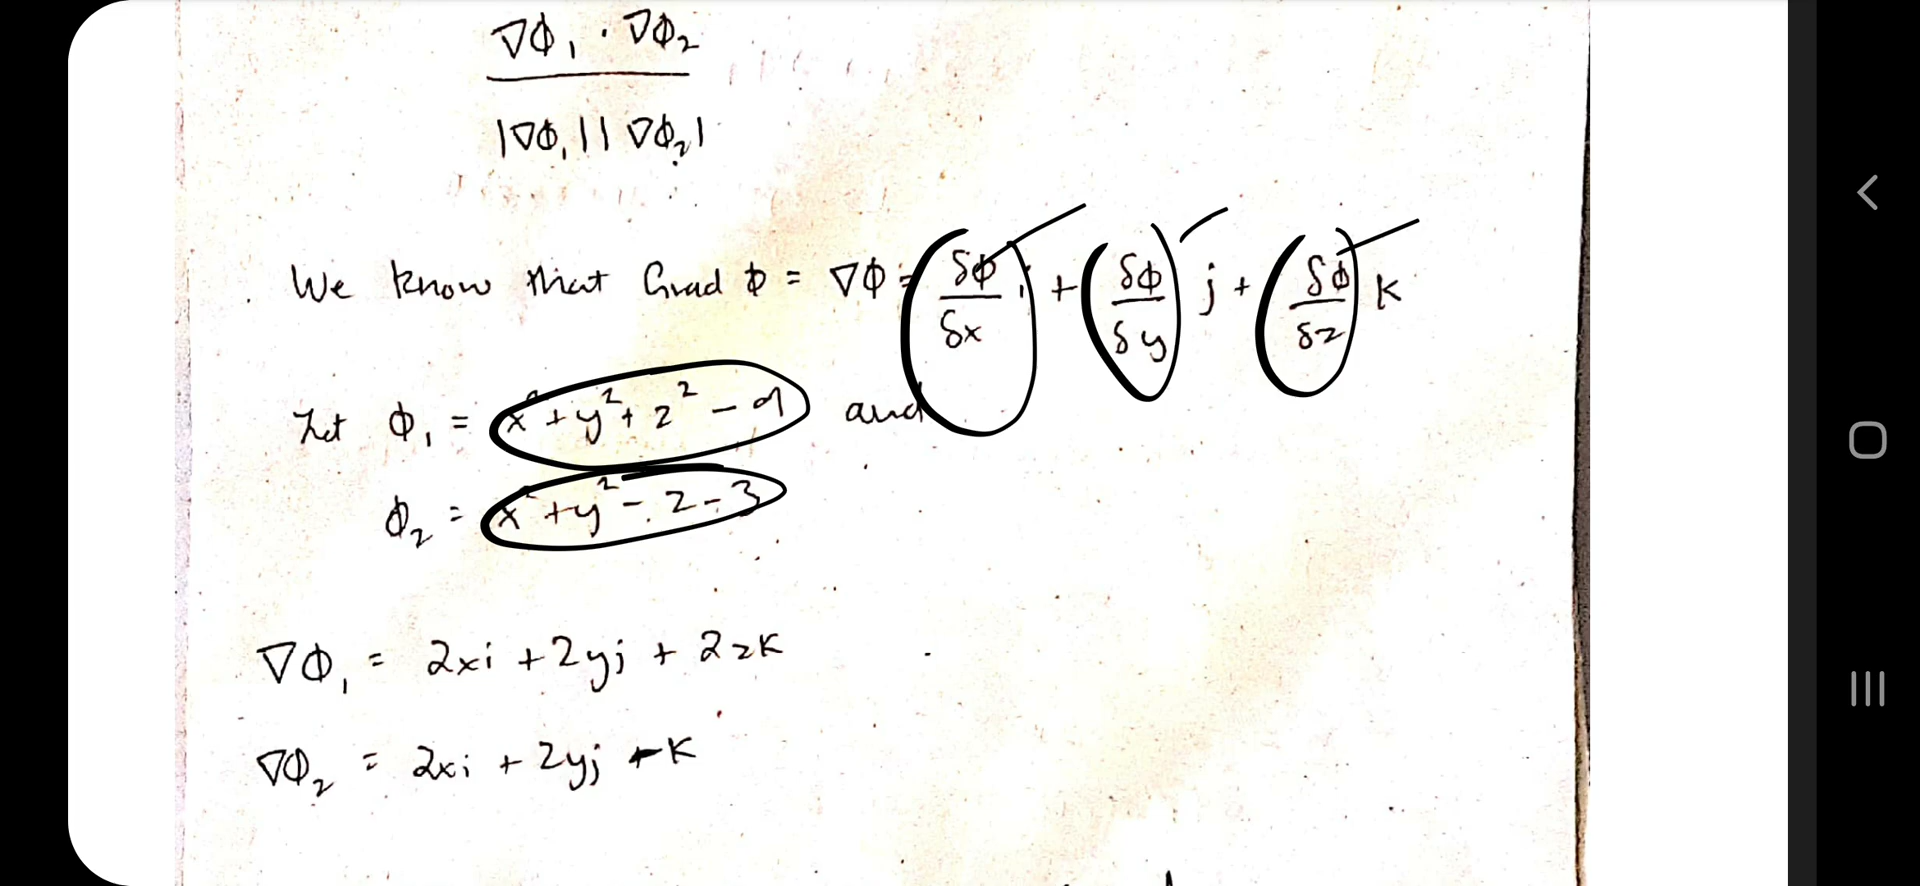 ∇φ₁ · ∇φ₂
|∇φ₁| |∇φ₂|
We know that Grad φ = ∇φ = δφ/δx i + δφ/δy j + δφ/δz k
Let φ₁ = x² + y² + z² - 9 and
φ₂ = x² + y² - z - 3
∇φ₁ = 2xi + 2yj + 2zk
∇φ₂ = 2xi + 2yj - k